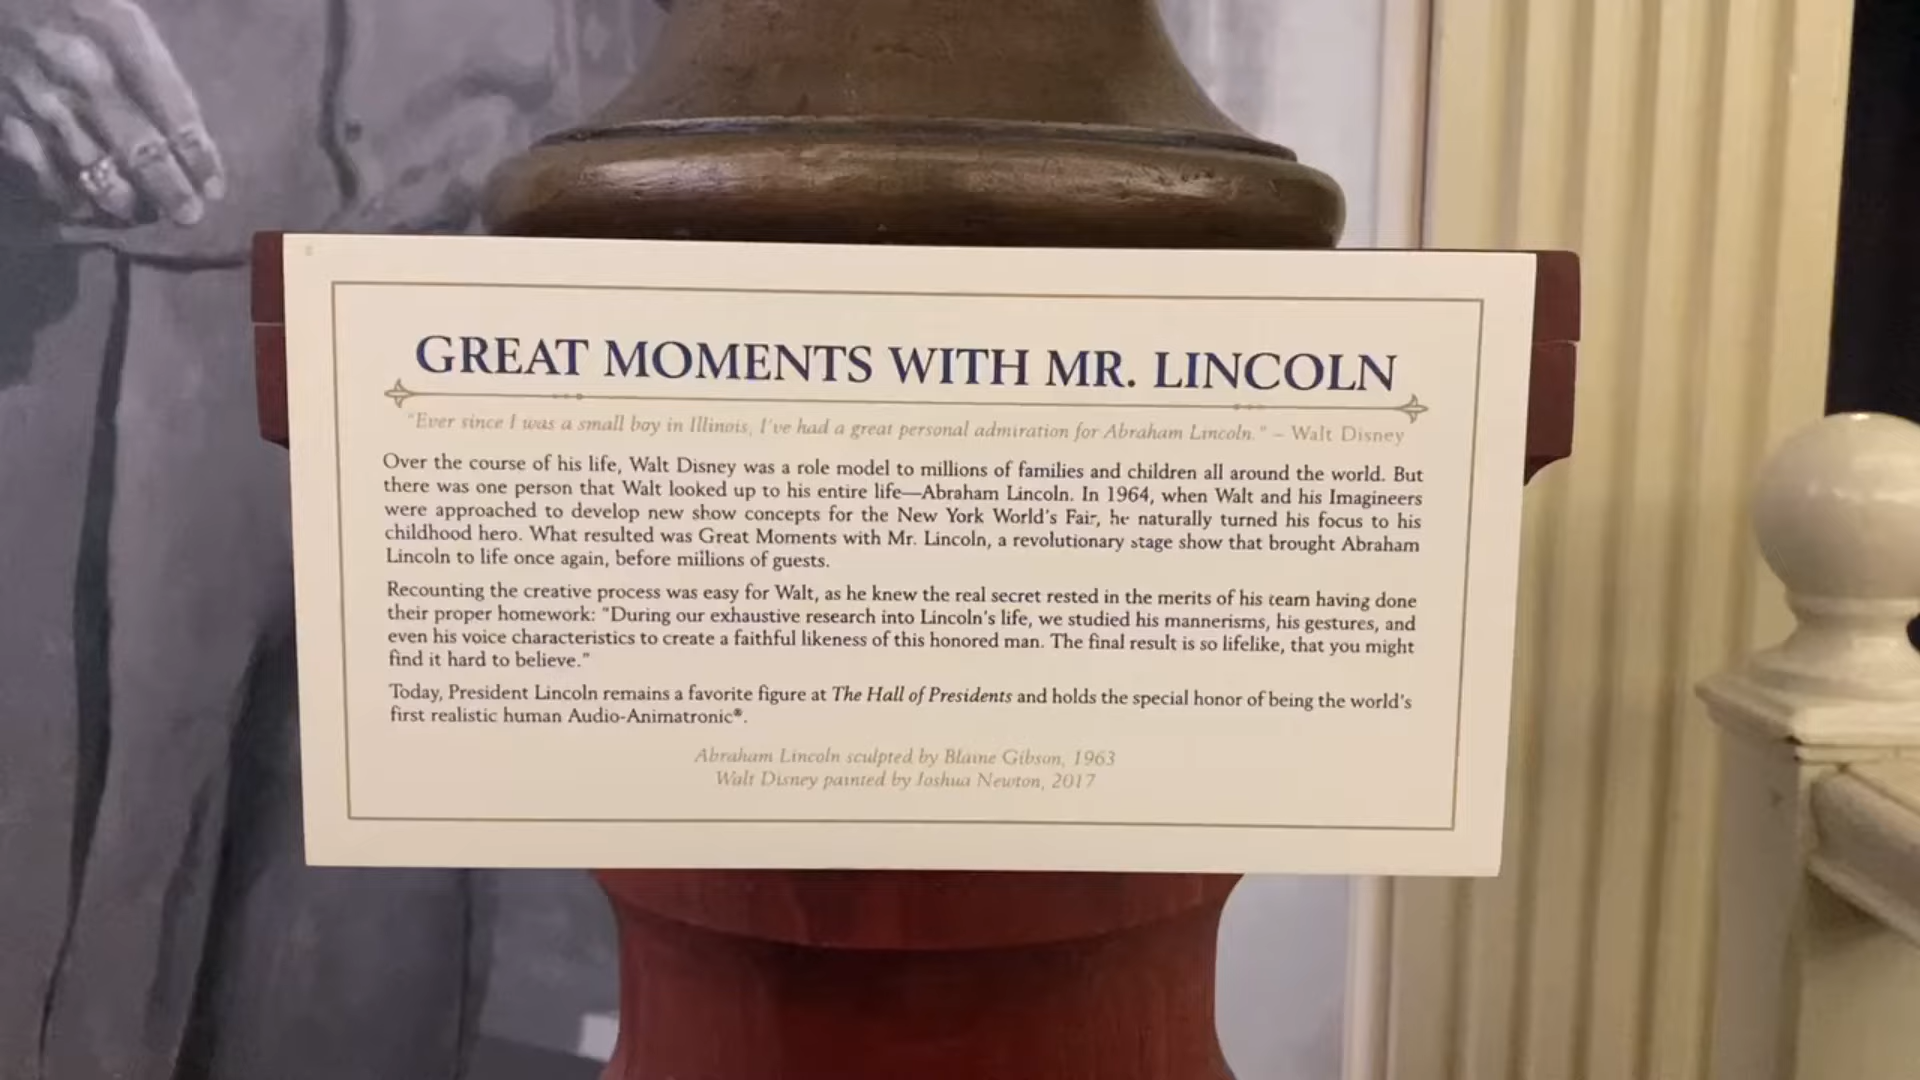 GREAT MOMENTS WITH MR. LINCOLN
"Ever since I was a small boy in Illinois, I've had a great personal admiration for Abraham Lincoln." – Walt Disney
Over the course of his life, Walt Disney was a role model to millions of families and children all around the world. But
there was one person that Walt looked up to his entire life—Abraham Lincoln. In 1964, when Walt and his Imagineers
were approached to develop new show concepts for the New York World's Fair, he naturally turned his focus to his
childhood hero. What resulted was Great Moments with Mr. Lincoln, a revolutionary stage show that brought Abraham
Lincoln to life once again, before millions of guests.
Recounting the creative process was easy for Walt, as he knew the real secret rested in the merits of his team having done
their proper homework: "During our exhaustive research into Lincoln's life, we studied his mannerisms, his gestures, and
even his voice characteristics to create a faithful likeness of this honored man. The final result is so lifelike, that you might
find it hard to believe."
Today, President Lincoln remains a favorite figure at The Hall of Presidents and holds the special honor of being the world's
first realistic human Audio-Animatronic®.
Abraham Lincoln sculpted by Blaine Gibson, 1963
Walt Disney painted by Joshua Newton, 2017